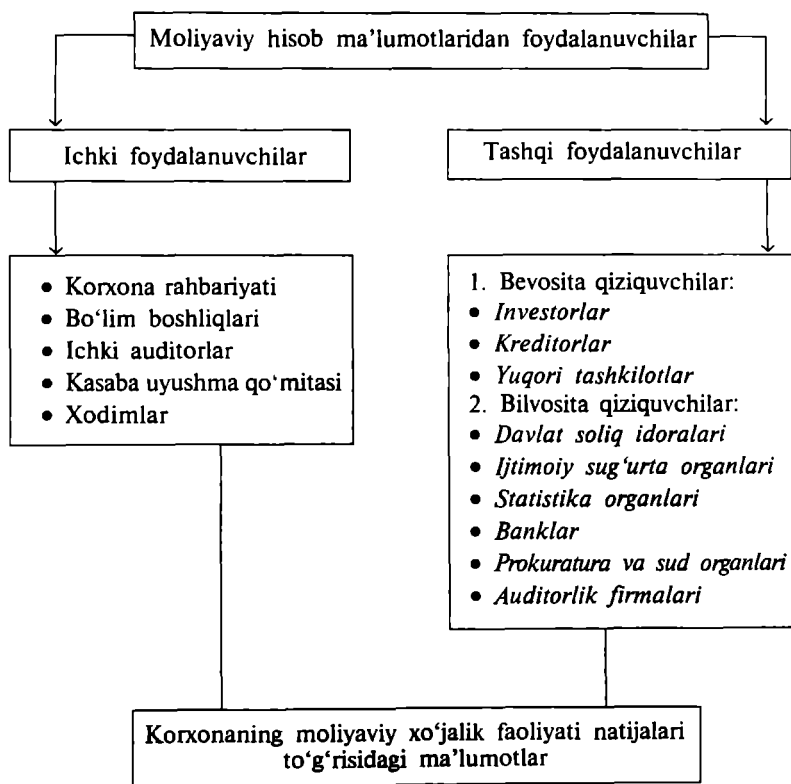 Moliyaviy hisob ma’lumotlaridan foydalanuvchilar
Ichki foydalanuvchilar
Tashqi foydalanuvchilar
• Korxona rahbariyati
• Bo‘lim boshliqlari
• Ichki auditorlar
• Kasaba uyushma qo‘mitasi
• Xodimlar
1. Bevosita qiziquvchilar:
• Investorlar
• Kreditorlar
• Yuqori tashkilotlar
2. Bilvosita qiziquvchilar:
• Davlat soliq idoralari
• Ijtimoiy sug‘urta organlari
• Statistika organlari
• Banklar
• Prokuratura va sud organlari
• Auditorlik firmalari
Korxonaning moliyaviy xo‘jalik faoliyati natijalari
to‘g‘risidagi ma’lumotlar